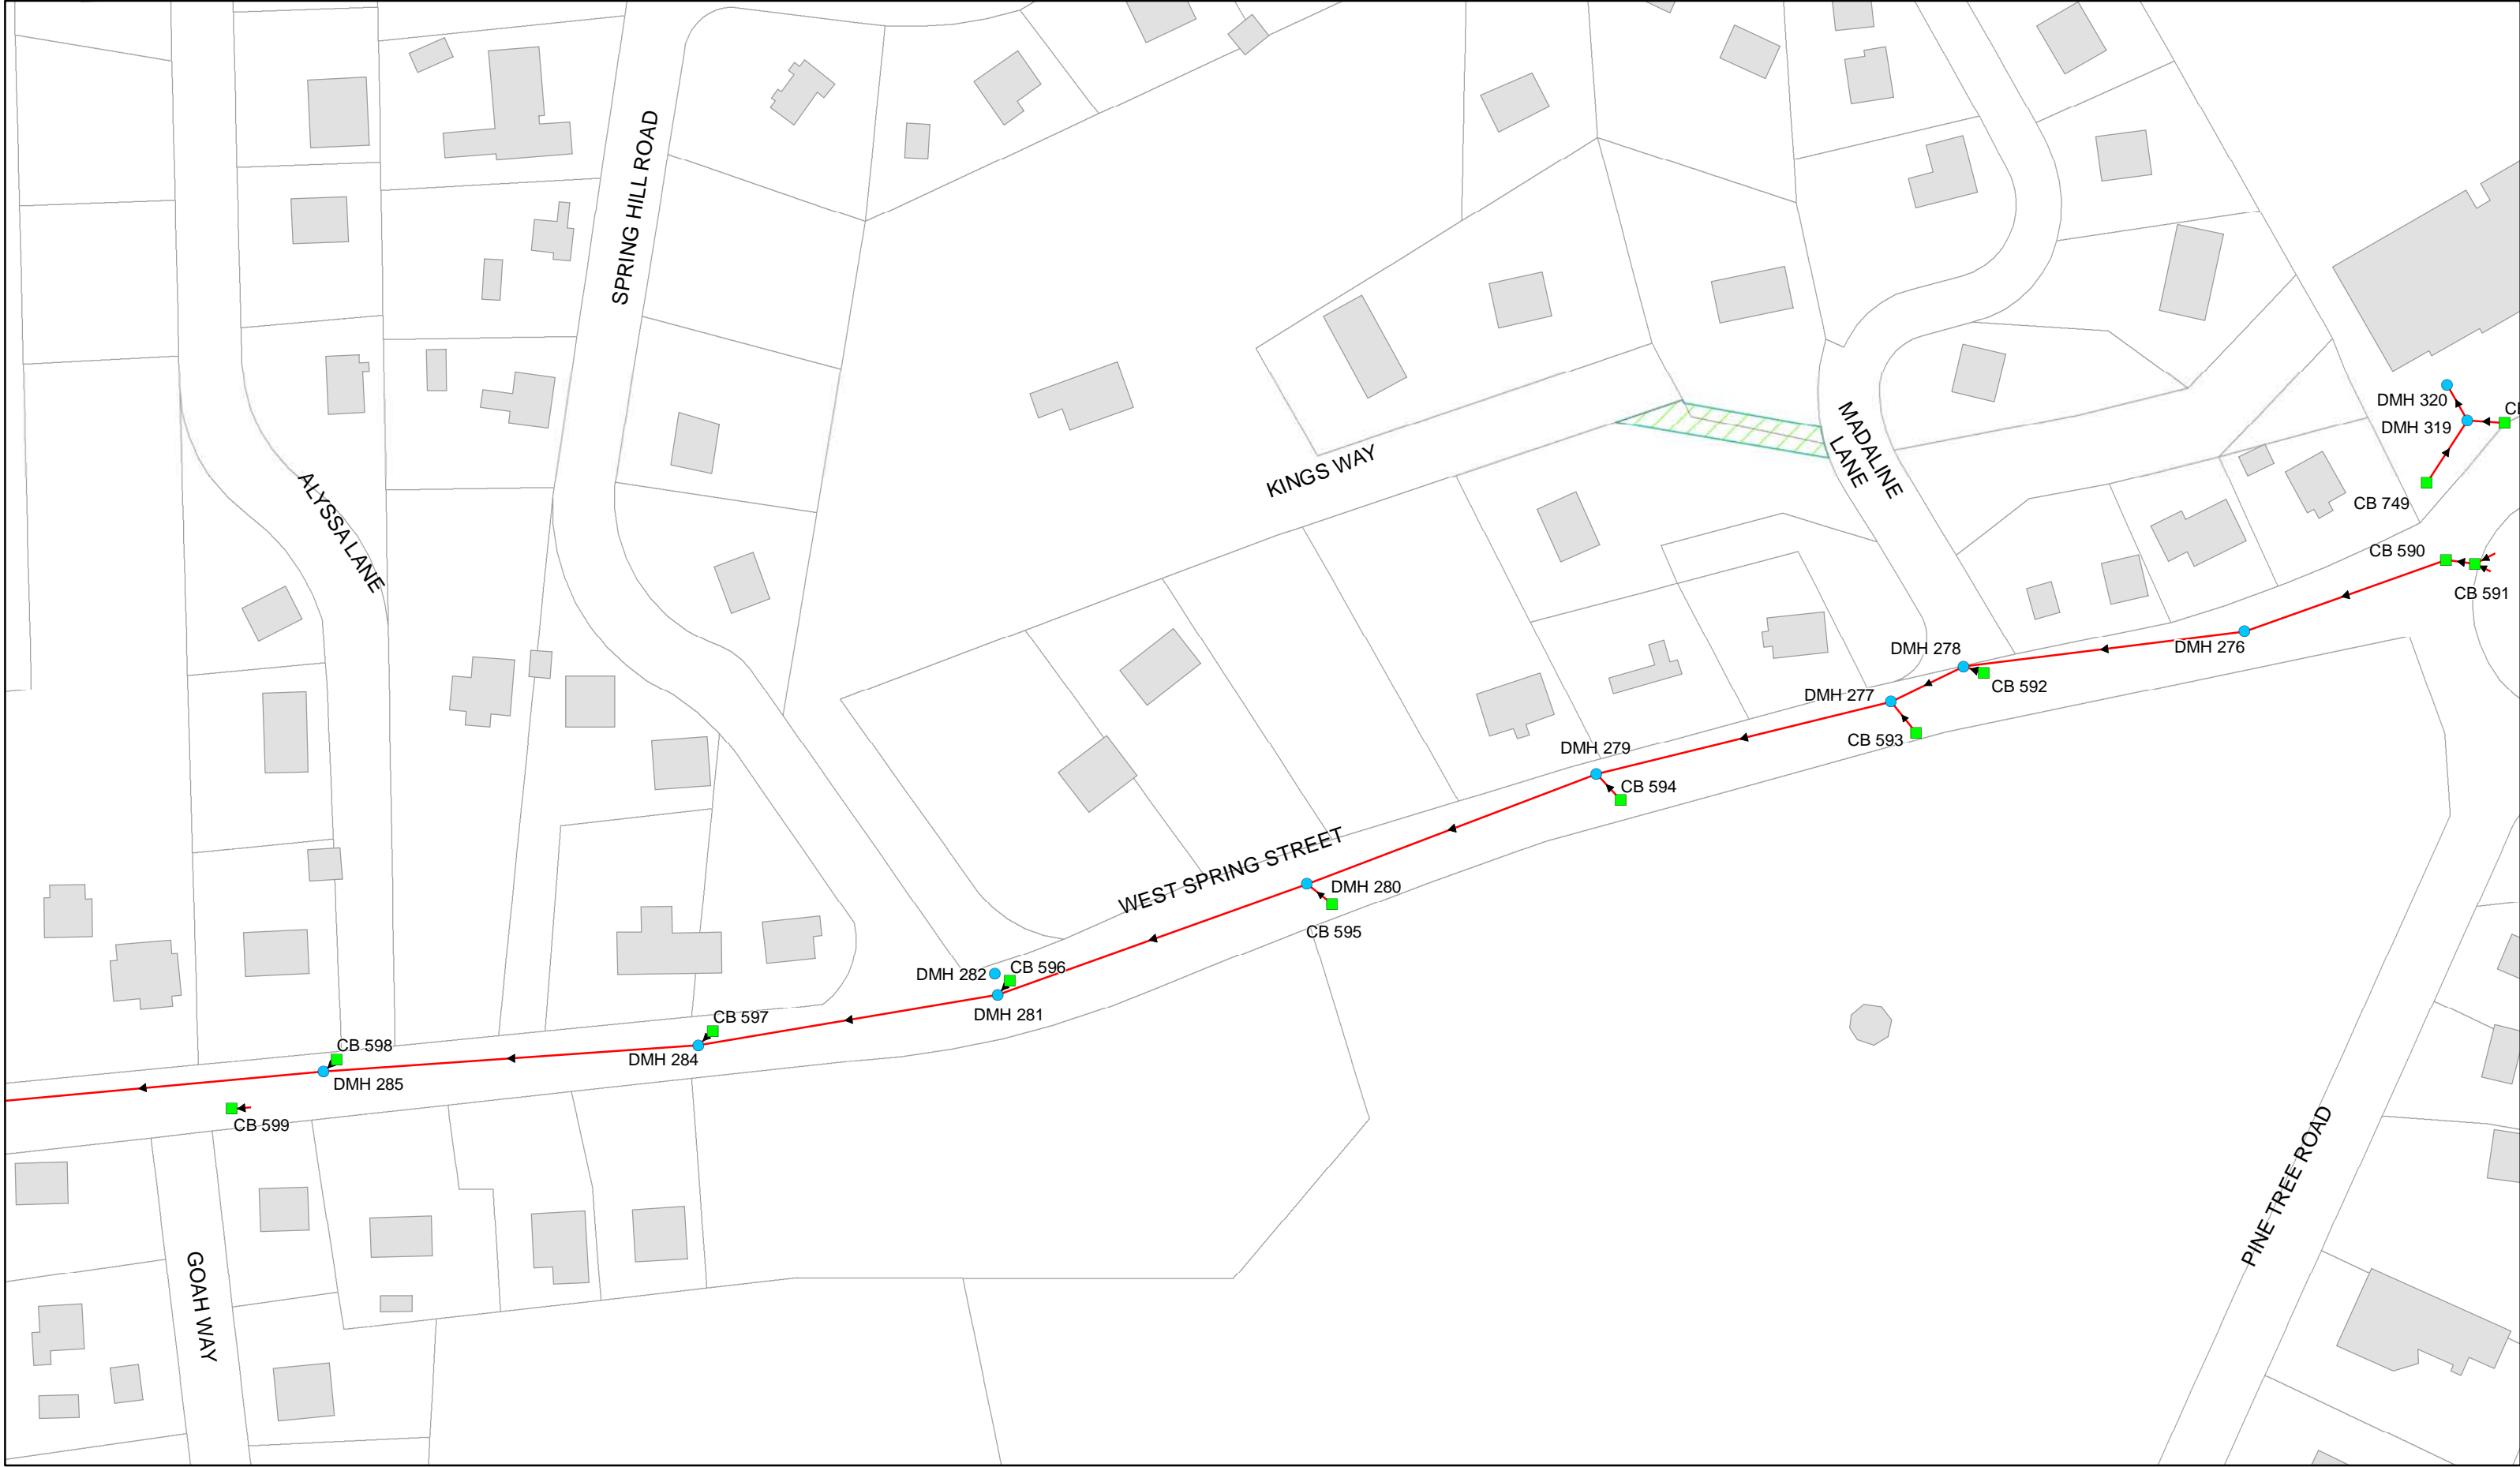 SPRING HILL ROAD
DMH 320
CB
DMH 319
MADALINE
LANE
KINGS WAY
ALYSSA LANE
CB 749
CB 590
CB 591
DMH 278
DMH 276
CB 592
DMH 277
CB 593
DMH 279
CB 594
WEST SPRING STREET
DMH 280
CB 595
DMH 282
CB 596
DMH 281
CB 597
DMH 284
CB 598
DMH 285
CB 599
PINE TREE ROAD
GOAH WAY